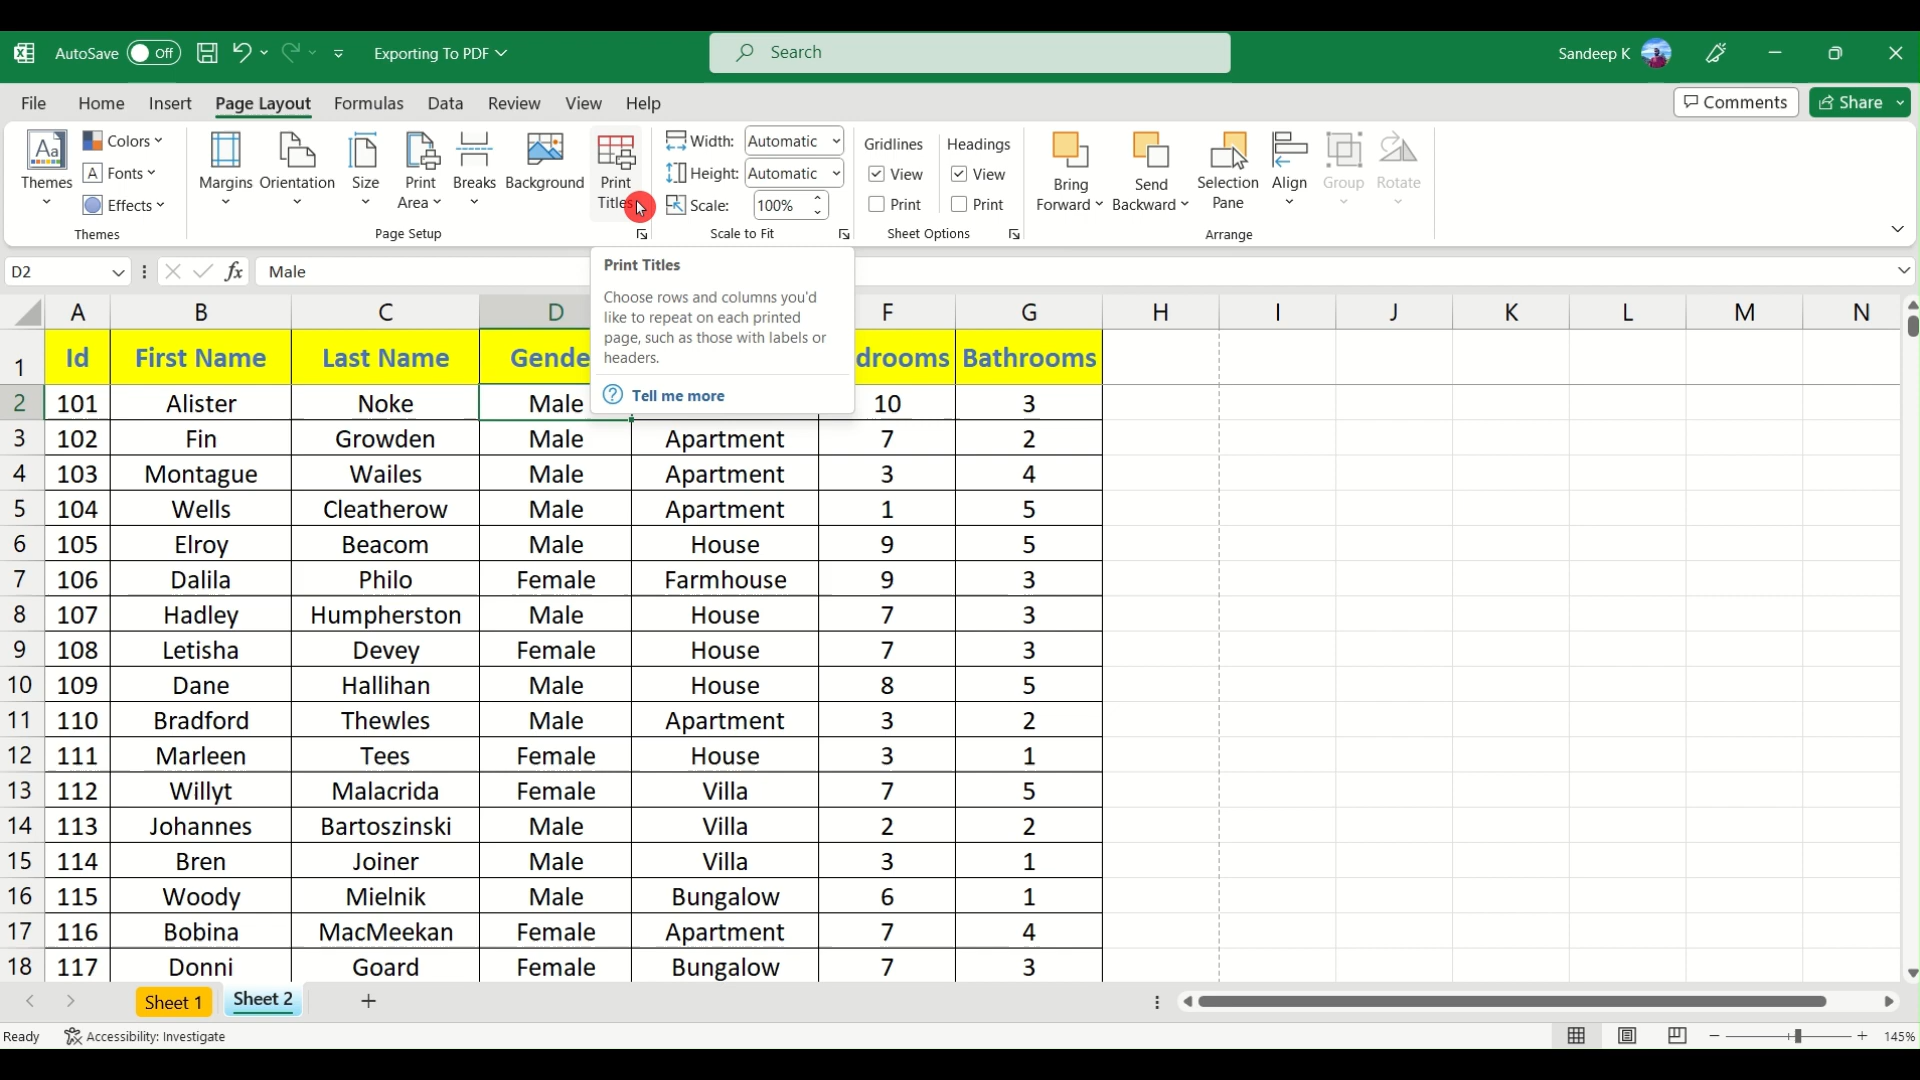 AutoSave Off Exporting To PDF Search Sandeep K
File Home Insert Page Layout Formulas Data Review View Help Comments Share
Themes Colors Fonts Effects Themes
Margins Orientation Size Print Area Breaks Background Print Titles Page Setup
Width: Automatic Height: Automatic Scale: 100% Scale to Fit
Gridlines View Print Headings View Print Sheet Options
Bring Forward Send Backward Selection Pane Align Group Rotate Arrange
D2 fx Male
Print Titles
Choose rows and columns you'd
like to repeat on each printed
page, such as those with labels or
headers.
? Tell me more
A B C D F G H I J K L M N
1 Id First Name Last Name Gende drooms Bathrooms
2 101 Alister Noke Male 10 3
3 102 Fin Growden Male Apartment 7 2
4 103 Montague Wailes Male Apartment 3 4
5 104 Wells Cleatherow Male Apartment 1 5
6 105 Elroy Beacom Male House 9 5
7 106 Dalila Philo Female Farmhouse 9 3
8 107 Hadley Humpherston Male House 7 3
9 108 Letisha Devey Female House 7 3
10 109 Dane Hallihan Male House 8 5
11 110 Bradford Thewles Male Apartment 3 2
12 111 Marleen Tees Female House 3 1
13 112 Willyt Malacrida Female Villa 7 5
14 113 Johannes Bartoszinski Male Villa 2 2
15 114 Bren Joiner Male Villa 3 1
16 115 Woody Mielnik Male Bungalow 6 1
17 116 Bobina MacMeekan Female Apartment 7 4
18 117 Donni Goard Female Bungalow 7 3
Sheet 1 Sheet 2
Ready Accessibility: Investigate 145%